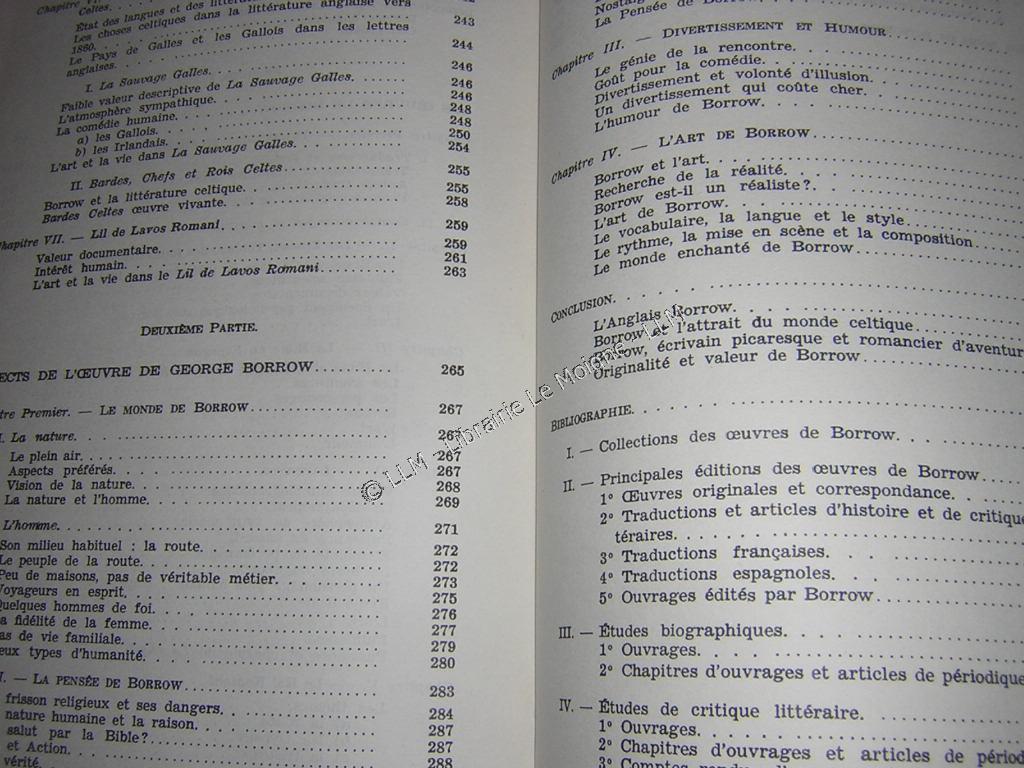 Celtes.
État des langues et des
Les choses celtiques dans la littérature anglaise vers
1860. 243
Le Pays de Galles et les Gallois dans les lettres
anglaises. 244
I. La Sauvage Galles. 246
Faible valeur descriptive de La Sauvage Galles. 246
L'atmosphère sympathique. 246
La comédie humaine. 248
a) les Gallois. 248
b) les Irlandais. 250
L'art et la vie dans La Sauvage Galles. 254
II. Bardes, Chefs et Rois Celtes. 255
Borrow et la littérature celtique. 255
Bardes Celtes œuvre vivante. 258
Chapitre VII. — Lil de Lavos Romani. 259
Valeur documentaire. 259
Intérêt humain. 261
L'art et la vie dans le Lil de Lavos Romani. 263
DEUXIÈME PARTIE.
ECTS DE L'ŒUVRE DE GEORGE BORROW. 265
tre Premier. — LE MONDE DE BORROW. 267
I. La nature. 267
Le plein air. 267
Aspects préférés. 267
Vision de la nature. 268
La nature et l'homme. 269
L'homme. 271
Son milieu habituel : la route. 272
Le peuple de la route. 272
Peu de maisons, pas de véritable métier. 273
Voyageurs en esprit. 275
Quelques hommes de foi. 276
a fidélité de la femme. 277
as de vie familiale. 279
eux types d'humanité. 280
I. — LA PENSÉE DE BORROW. 283
frisson religieux et ses dangers. 284
nature humaine et la raison. 287
salut par la Bible? 287
et Action. 288
vérité.
La Pensée de Borrow
Chapitre III. — DIVERTISSEMENT ET HUMOUR
Le génie de la rencontre.
Goût pour la comédie.
Divertissement et volonté d'illusion.
Un divertissement qui coûte cher.
L'humour de Borrow.
Chapitre IV. — L'ART DE BORROW
Borrow et l'art.
Recherche de la réalité.
Borrow est-il un réaliste?
L'art de Borrow.
Le vocabulaire, la langue et le style
Le rythme, la mise en scène et la composition
Le monde enchanté de Borrow.
CONCLUSION.
L'Anglais Borrow.
Borrow et l'attrait du monde celtique
Borrow, écrivain picaresque et romancier d'aventur
Originalité et valeur de Borrow
BIBLIOGRAPHIE.
I. — Collections des œuvres de Borrow.
II. — Principales éditions des œuvres de Borrow
1° Œuvres originales et correspondance.
2° Traductions et articles d'histoire et de critique
téraires.
3° Traductions françaises.
4° Traductions espagnoles.
5° Ouvrages édités par Borrow
III. — Études biographiques.
1° Ouvrages.
2° Chapitres d'ouvrages et articles de périodique
IV. — Études de critique littéraire.
1° Ouvrages.
2° Chapitres d'ouvrages et articles de périod
3° Comptes
© LLM - Librairie Le Moigne - LLM